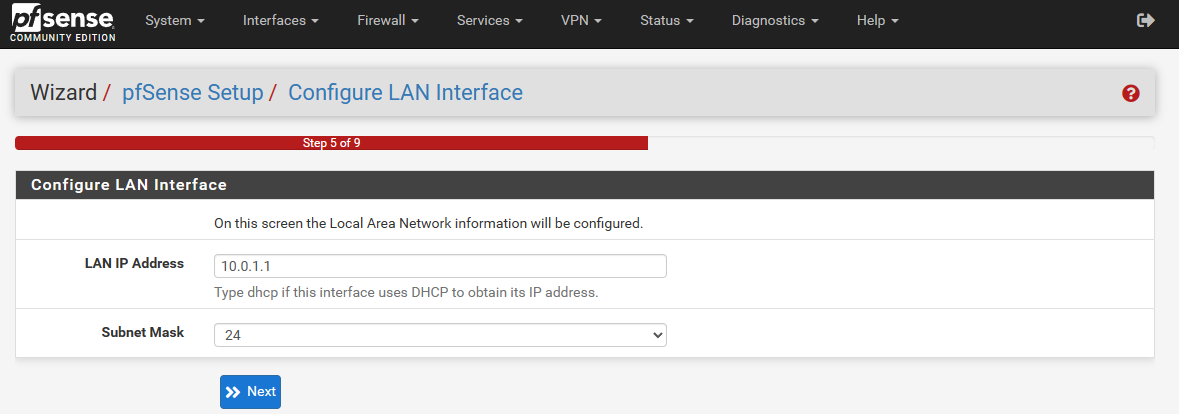 pfsense
COMMUNITY EDITION
System Interfaces Firewall Services VPN Status Diagnostics Help
Wizard / pfSense Setup / Configure LAN Interface
Step 5 of 9
Configure LAN Interface
On this screen the Local Area Network information will be configured.
LAN IP Address 10.0.1.1
Type dhcp if this interface uses DHCP to obtain its IP address.
Subnet Mask 24
Next